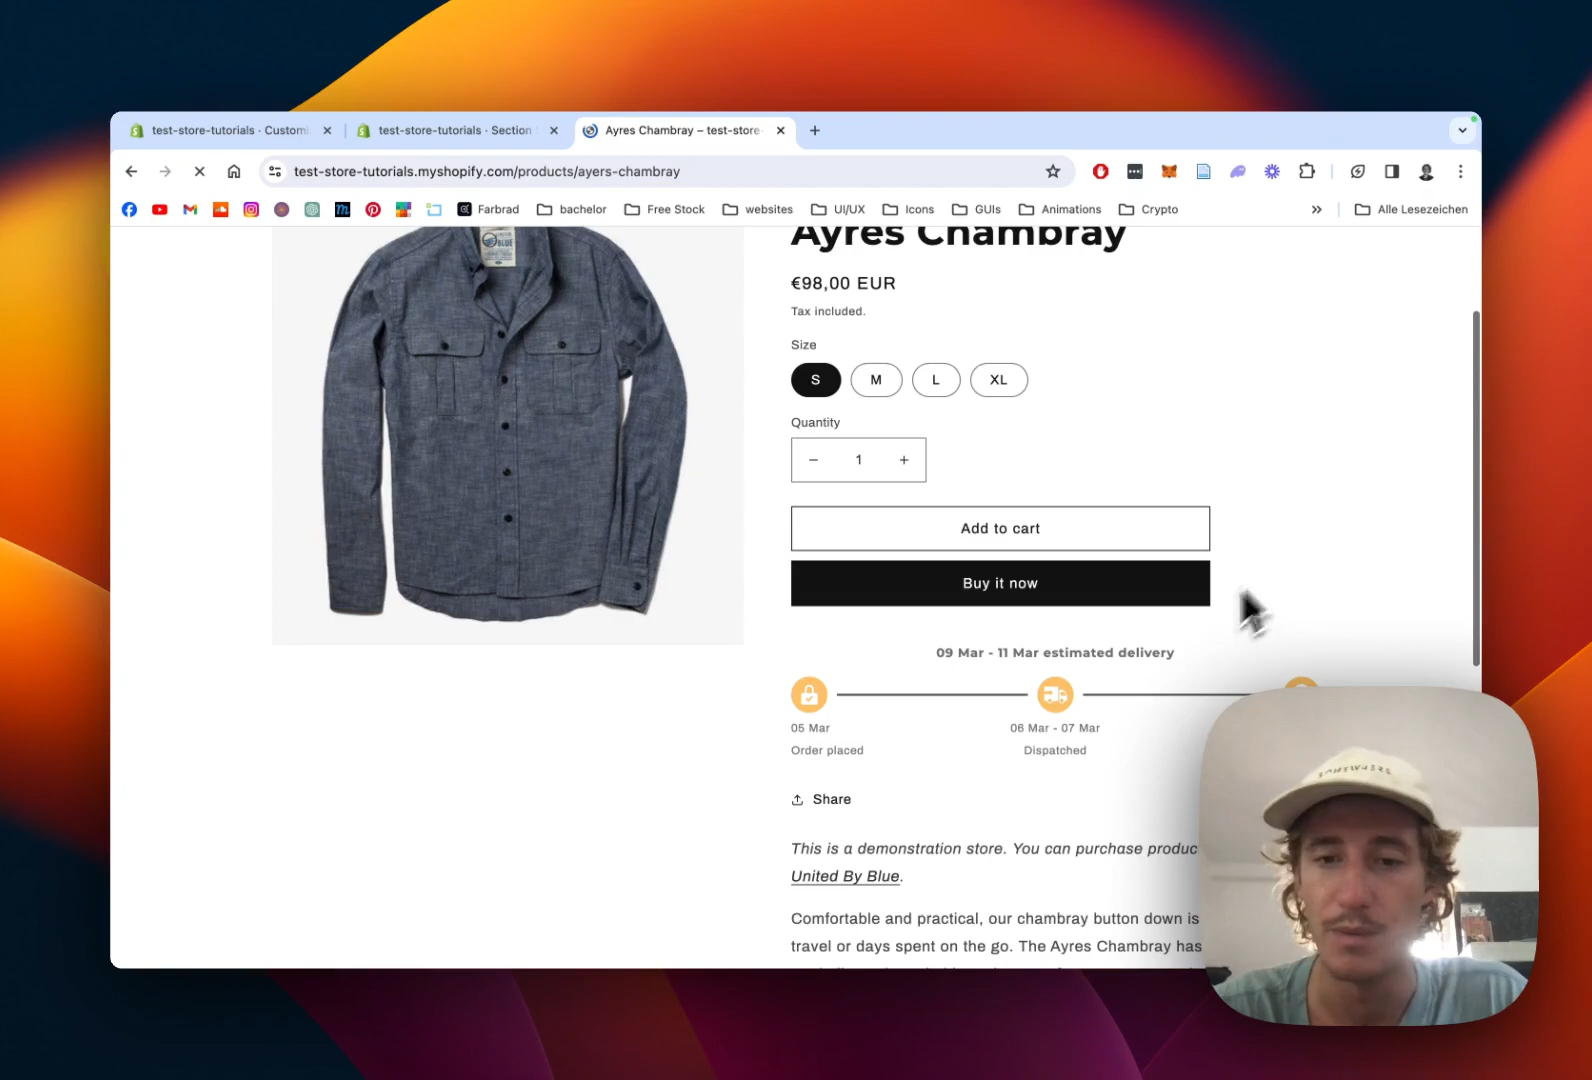 test-store-tutorials · Customi
test-store-tutorials · Section
Ayres Chambray – test-store-
test-store-tutorials.myshopify.com/products/ayers-chambray
Farbrad
bachelor
Free Stock
websites
UI/UX
Icons
GUIs
Animations
Crypto
»
Alle Lesezeichen
BLUE
Ayres Chambray
€98,00 EUR
Tax included.
Size
S
M
L
XL
Quantity
− 1 +
Add to cart
Buy it now
09 Mar - 11 Mar estimated delivery
05 Mar
06 Mar - 07 Mar
Order placed
Dispatched
Share
This is a demonstration store. You can purchase produc
United By Blue.
Comfortable and practical, our chambray button down is
travel or days spent on the go. The Ayres Chambray has
SOMEWHERE